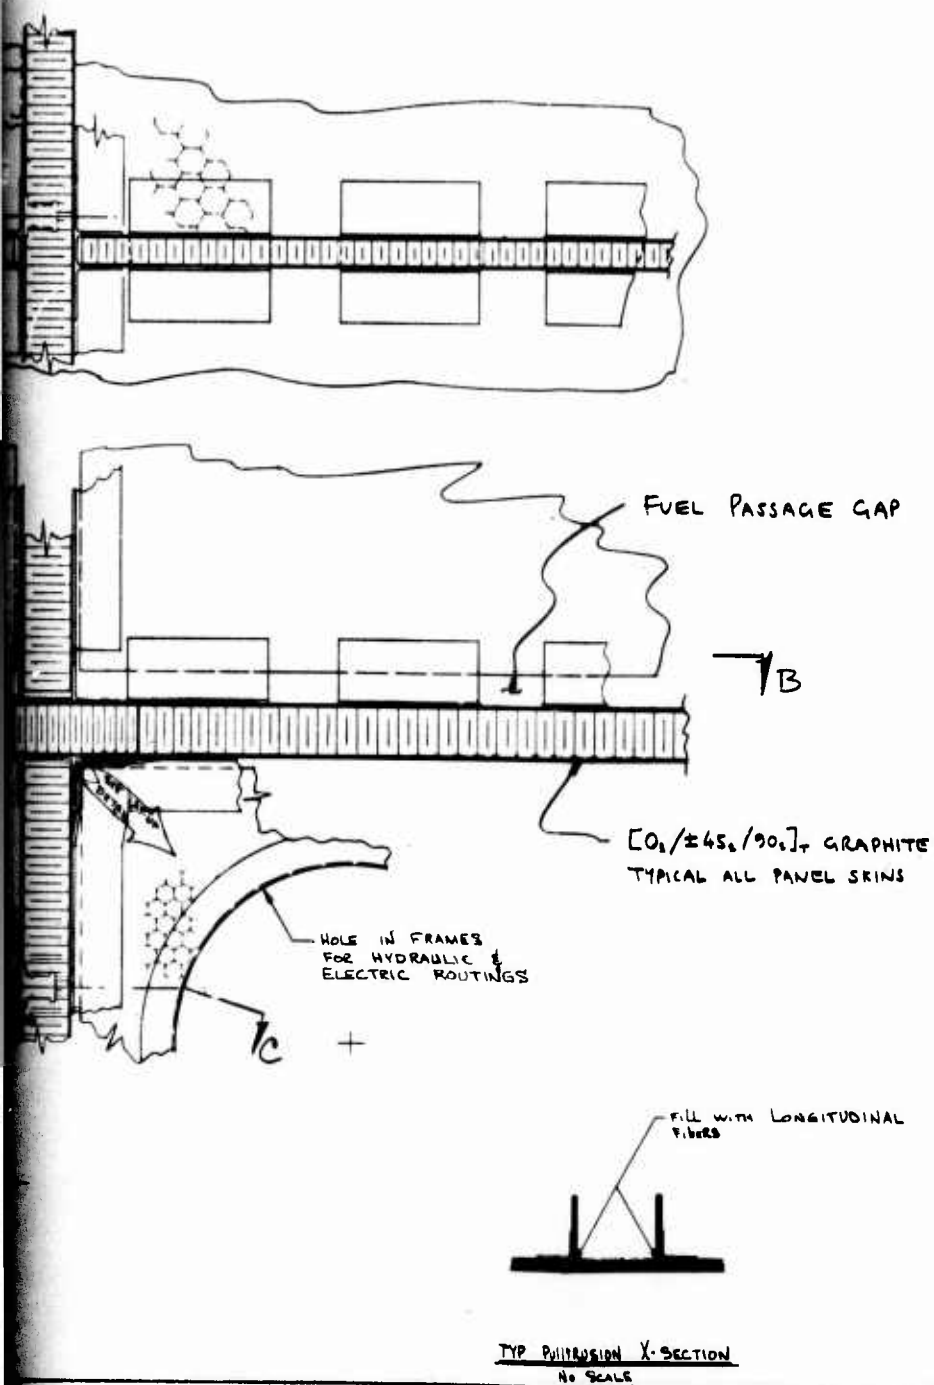 FUEL PASSAGE GAP
B
[0₂/±45₂/90₂]ₜ GRAPHITE
TYPICAL ALL PANEL SKINS
HOLE IN FRAMES
FOR HYDRAULIC &
ELECTRIC ROUTINGS
C
FILL WITH LONGITUDINAL
FIBERS
TYP PULLTRUSION X-SECTION
NO SCALE